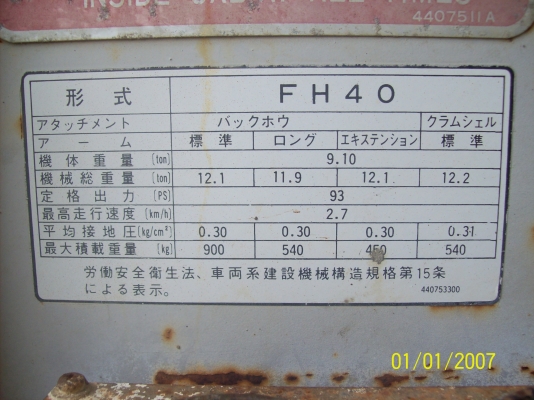 INSIDE CAB AT ALL TIMES
4407511A
形式 FH40
アタッチメント バックホウ クラムシェル
アーム 標準 ロング エキステンション 標準
機体重量 (ton) 9.10
機械総重量 (ton) 12.1 11.9 12.1 12.2
定格出力 (PS) 93
最高走行速度 (km/h) 2.7
平均接地圧 (kg/cm²) 0.30 0.30 0.30 0.31
最大積載重量 (kg) 900 540 450 540
労働安全衛生法、車両系建設機械構造規格第15条
による表示。 440753300
01/01/2007